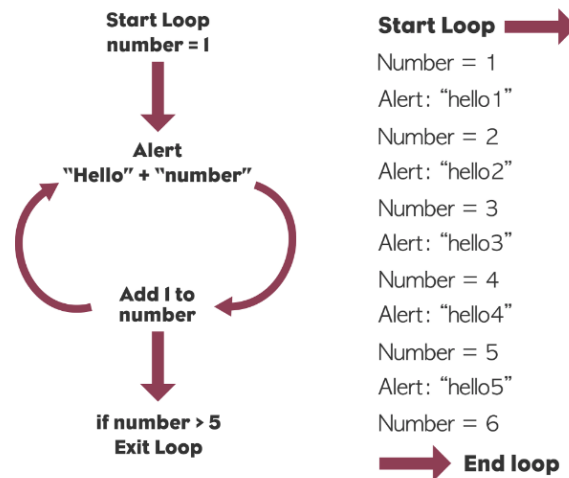 Start Loop
number = 1
Alert
“Hello” + “number”
Add 1 to
number
if number > 5
Exit Loop
Start Loop
Number = 1
Alert: “hello1”
Number = 2
Alert: “hello2”
Number = 3
Alert: “hello3”
Number = 4
Alert: “hello4”
Number = 5
Alert: “hello5”
Number = 6
End loop